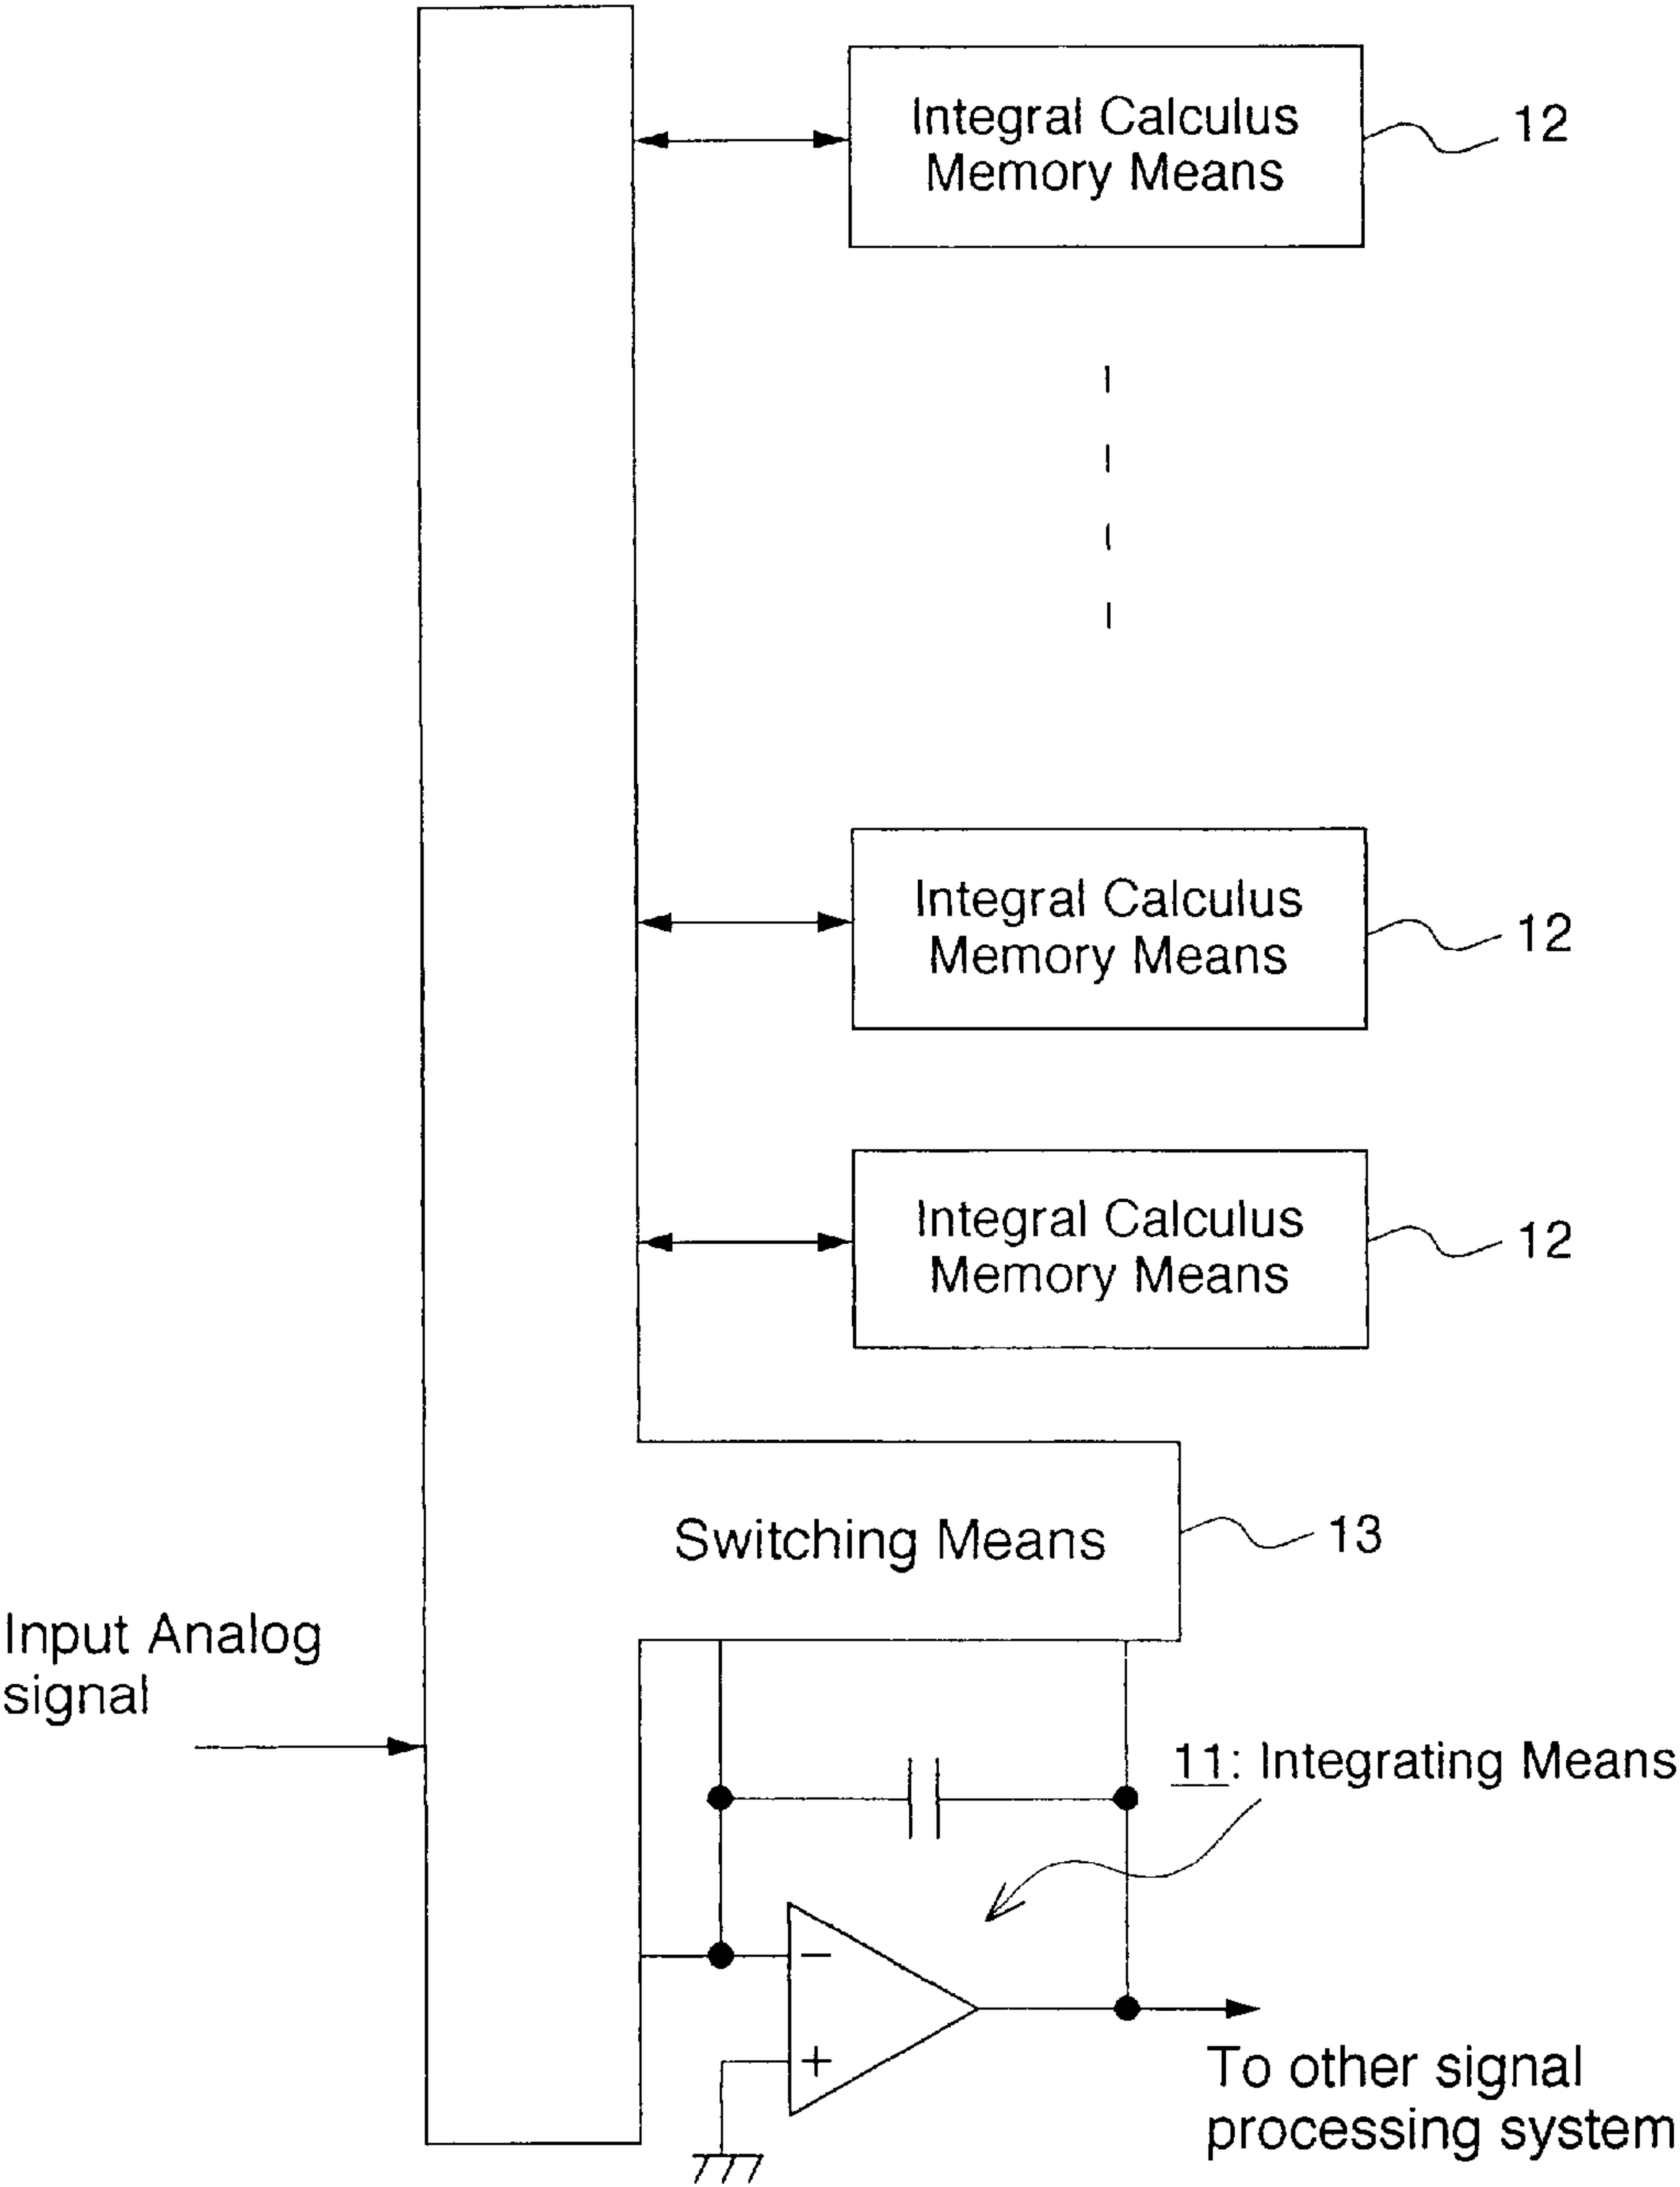 Integral Calculus
Memory Means
12
Integral Calculus
Memory Means
12
Integral Calculus
Memory Means
12
Switching Means
13
Input Analog
signal
11: Integrating Means
−
+
To other signal
processing system